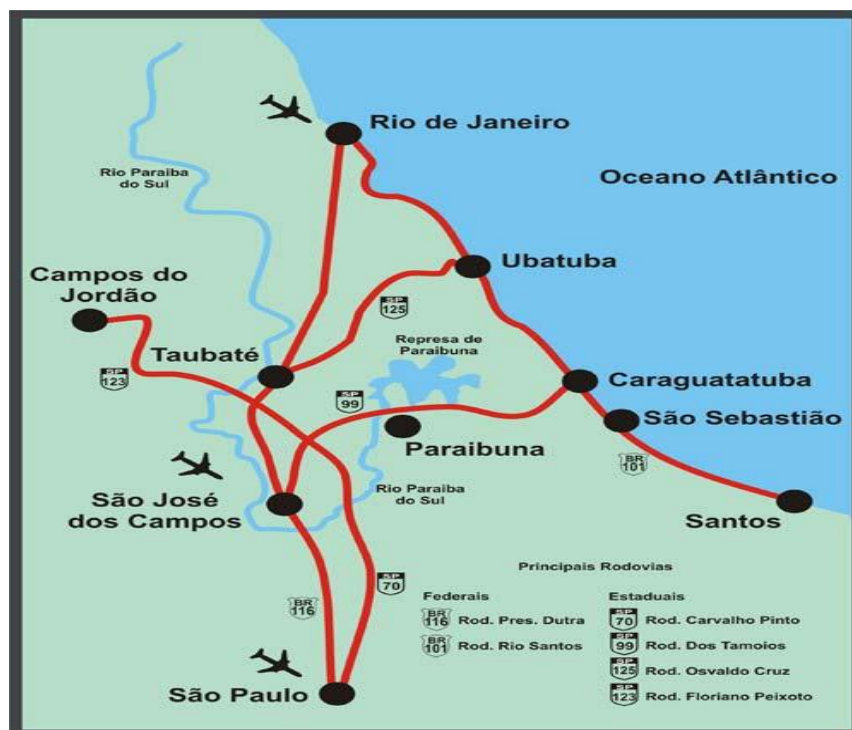 Rio de Janeiro
Oceano Atlântico
Rio Paraiba
do Sul
Ubatuba
Campos do
Jordão
SP
125
Represa de
Paraibuna
Taubaté
SP
123
Caraguatatuba
SP
99
São Sebastião
Paraibuna
BR
101
Rio Paraiba
do Sul
São José
dos Campos
Santos
SP
70
BR
116
São Paulo
Principais Rodovias
Federais
BR
116
Rod. Pres. Dutra
BR
101
Rod. Rio Santos
Estaduais
SP
70
Rod. Carvalho Pinto
SP
99
Rod. Dos Tamoios
SP
125
Rod. Osvaldo Cruz
SP
123
Rod. Floriano Peixoto